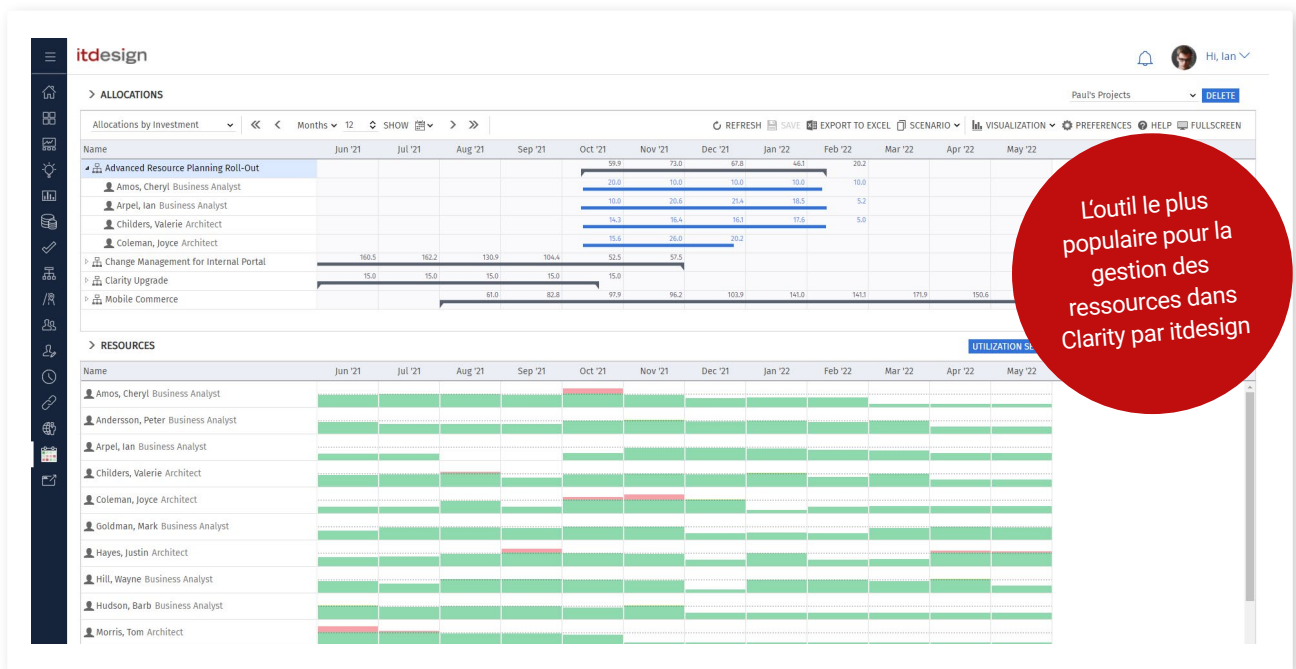 itdesign
Hi, Ian
ALLOCATIONS
Paul's Projects DELETE
Allocations by Investment Months 12 SHOW REFRESH SAVE EXPORT TO EXCEL SCENARIO VISUALIZATION PREFERENCES HELP FULLSCREEN
Name Jun '21 Jul '21 Aug '21 Sep '21 Oct '21 Nov '21 Dec '21 Jan '22 Feb '22 Mar '22 Apr '22 May '22
Advanced Resource Planning Roll-Out 59.9 73.0 67.8 46.1 20.2
Amos, Cheryl Business Analyst 20.0 10.0 10.0 10.0 10.0
Arpel, Ian Business Analyst 10.0 20.6 21.4 18.5 5.2
Childers, Valerie Architect 14.3 16.4 16.1 17.6 5.0
Coleman, Joyce Architect 15.6 26.0 20.2
Change Management for Internal Portal 160.5 162.2 130.9 104.4 52.5 57.5
Clarity Upgrade 15.0 15.0 15.0 15.0 15.0
Mobile Commerce 61.0 82.8 97.9 96.2 103.9 141.0 141.1 171.9 150.6
L'outil le plus
populaire pour la
gestion des
ressources dans
Clarity par itdesign
RESOURCES
UTILIZATION SE
Name Jun '21 Jul '21 Aug '21 Sep '21 Oct '21 Nov '21 Dec '21 Jan '22 Feb '22 Mar '22 Apr '22 May '22
Amos, Cheryl Business Analyst
Andersson, Peter Business Analyst
Arpel, Ian Business Analyst
Childers, Valerie Architect
Coleman, Joyce Architect
Goldman, Mark Business Analyst
Hayes, Justin Architect
Hill, Wayne Business Analyst
Hudson, Barb Business Analyst
Morris, Tom Architect